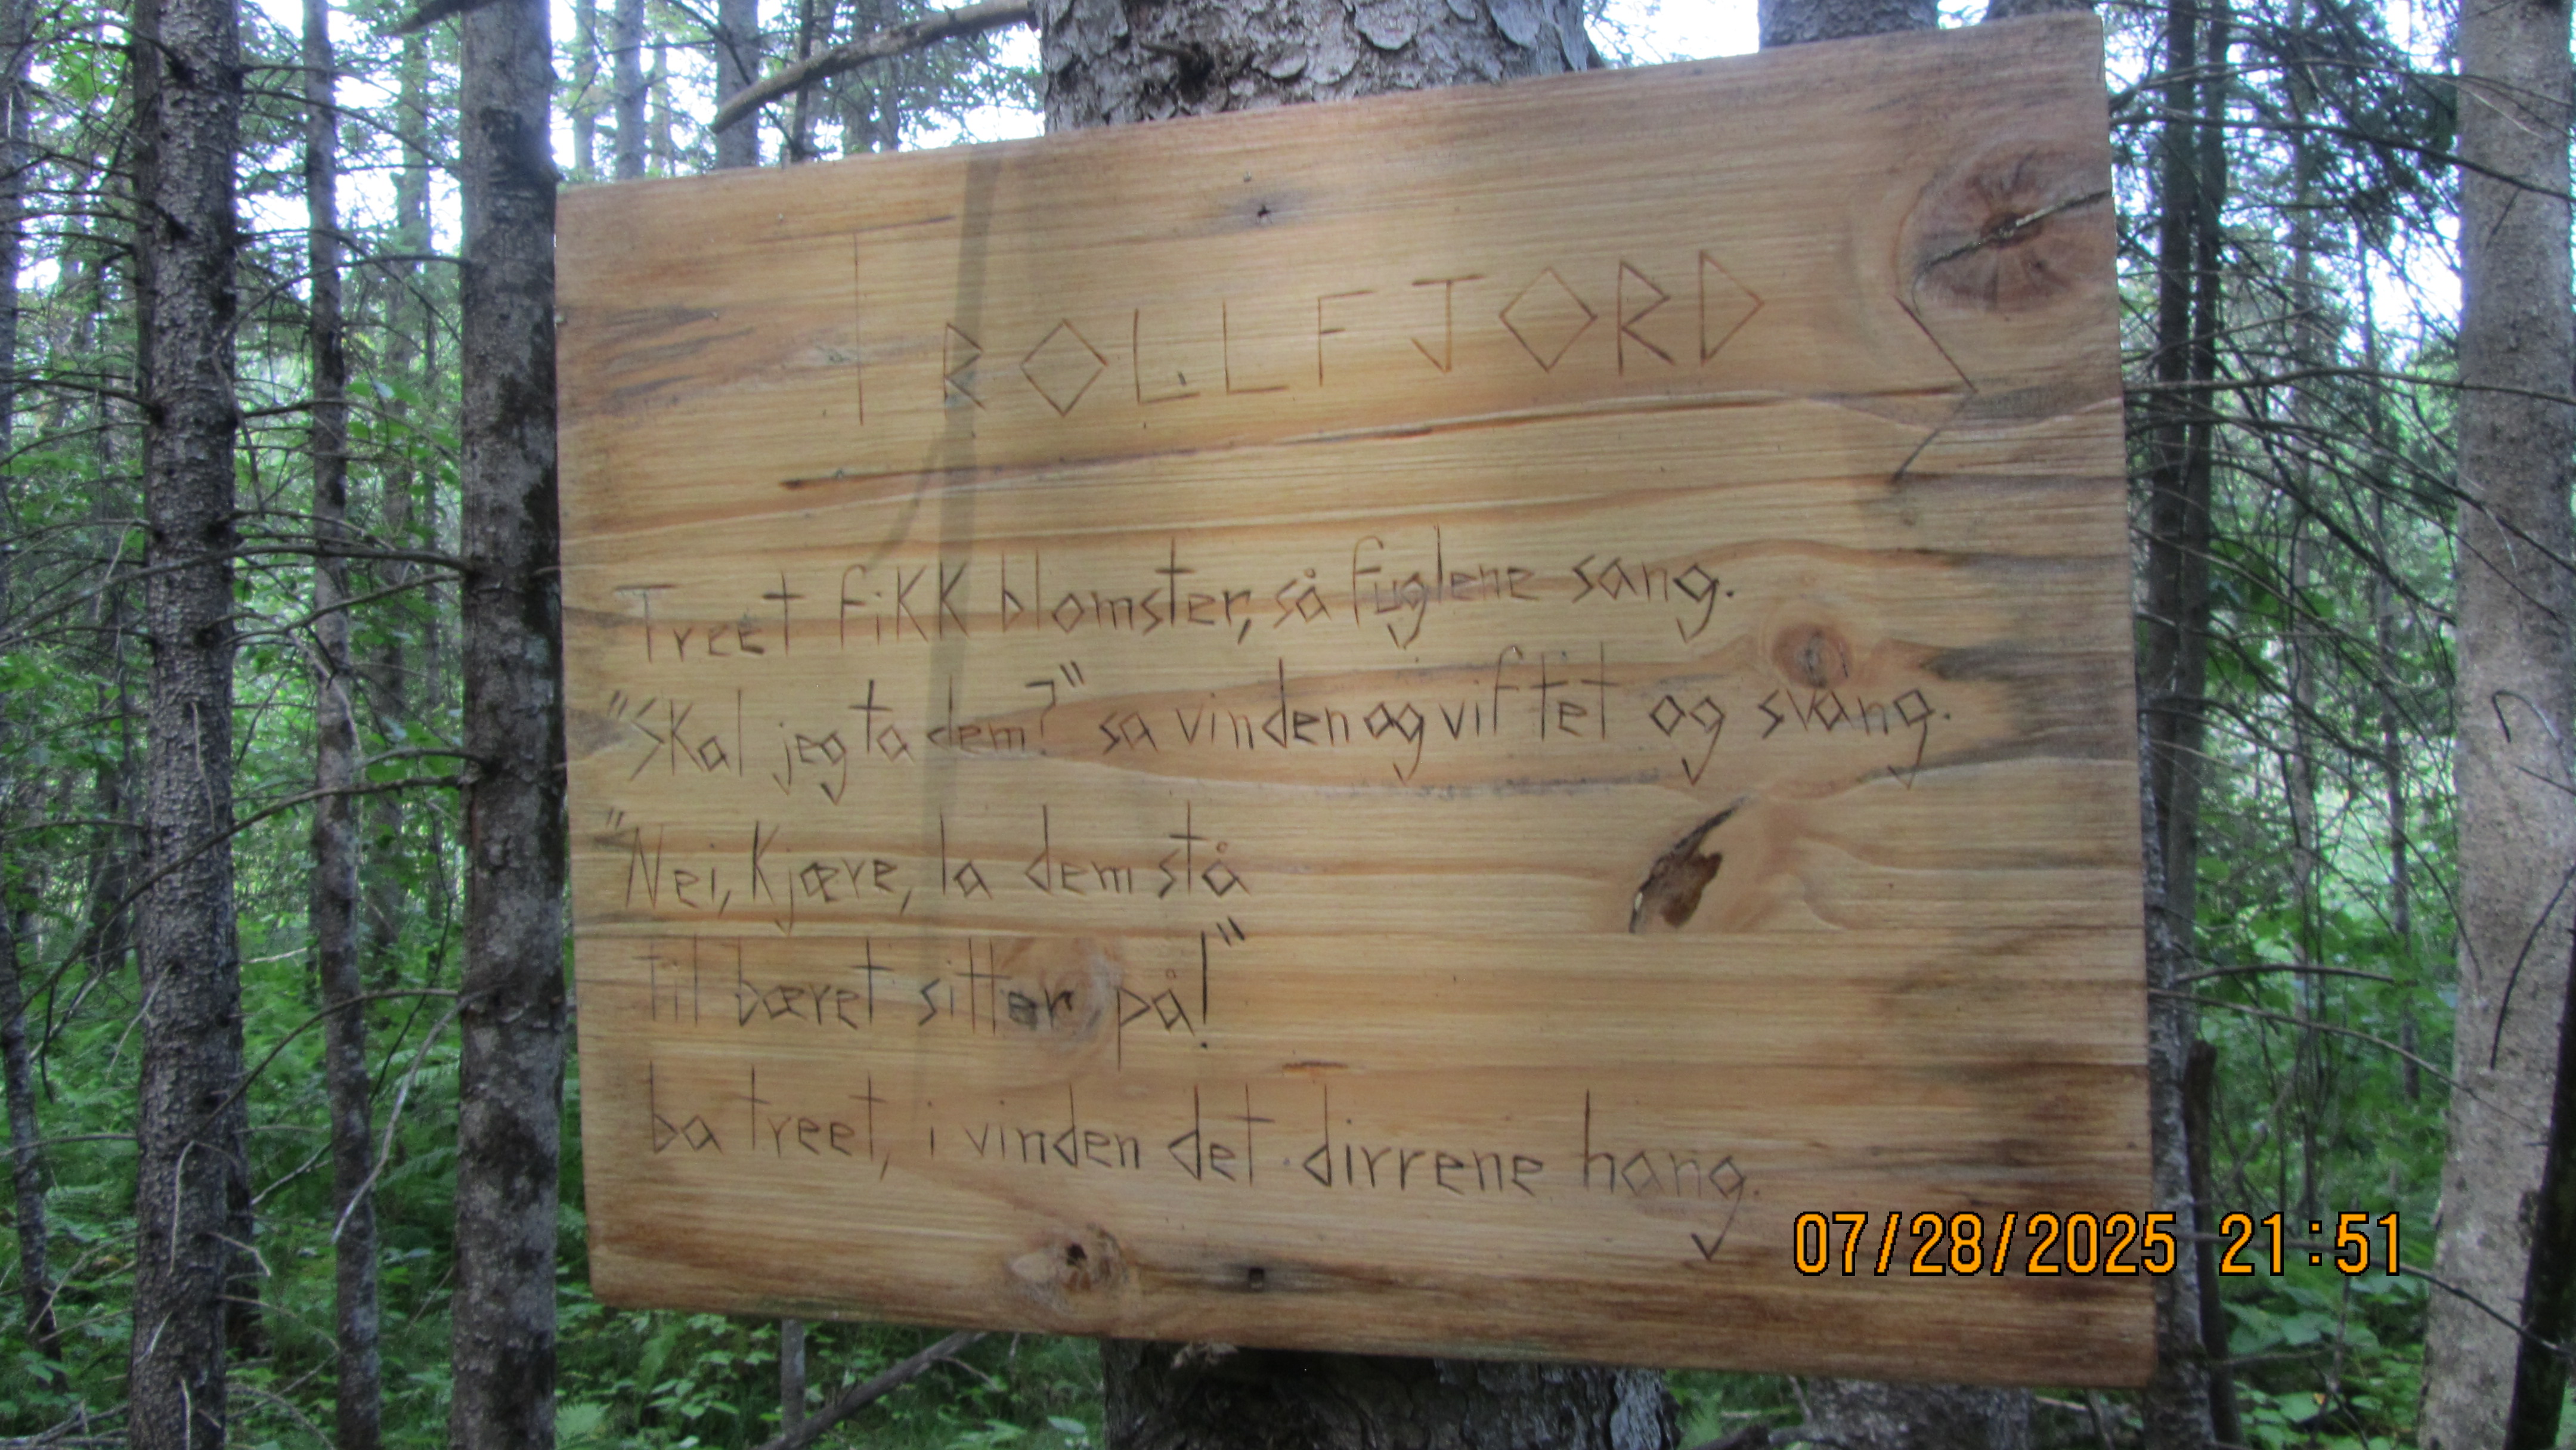 TROLLFJORD
Treet fikk blomster, så fuglene sang.
"Skal jeg ta dem?" sa vinden og viftet og svang.
"Nei, kjære, la dem stå
til bæret sitter på!"
ba treet, i vinden det dirrene hang.
07/28/2025 21:51